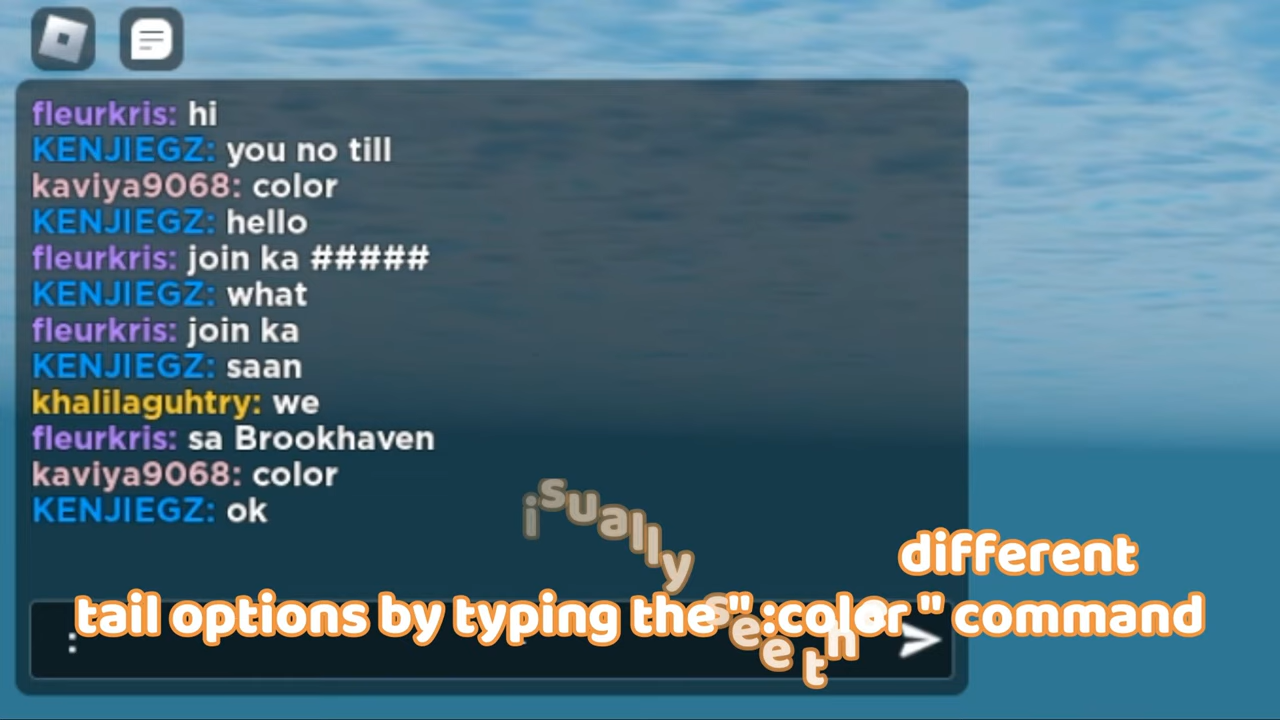 fleurkris: hi
KENJIEGZ: you no till
kaviya9068: color
KENJIEGZ: hello
fleurkris: join ka #####
KENJIEGZ: what
fleurkris: join ka
KENJIEGZ: saan
khalilaguhtry: we
fleurkris: sa Brookhaven
kaviya9068: color
KENJIEGZ: ok
isually see the
different
tail options by typing the " :color " command
: